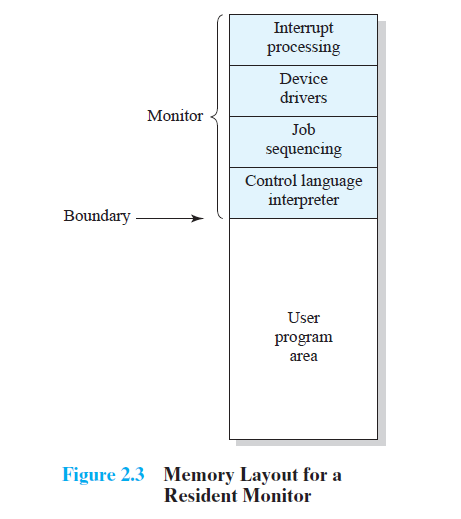 Interrupt
processing
Device
drivers
Monitor
Job
sequencing
Control language
interpreter
Boundary
User
program
area
Figure 2.3 Memory Layout for a
Resident Monitor